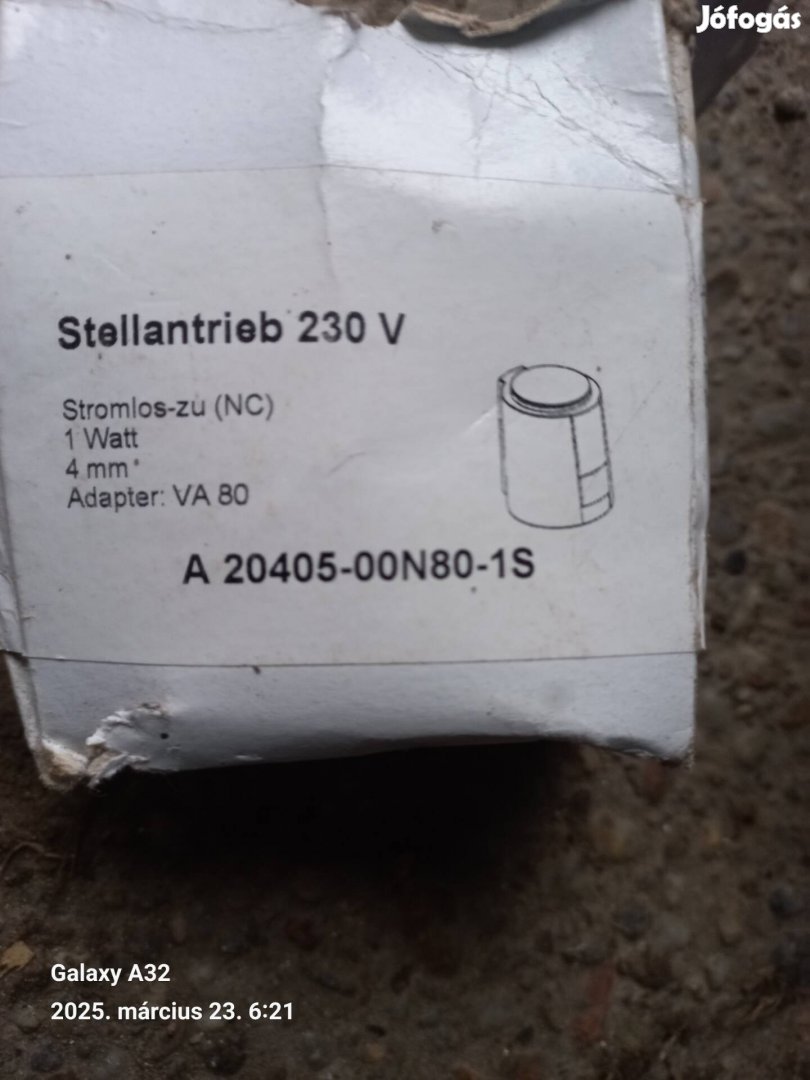 Jófogás
Stellantrieb 230 V
Stromlos-zu (NC)
1 Watt
4 mm
Adapter: VA 80
A 20405-00N80-1S
Galaxy A32
2025. március 23. 6:21